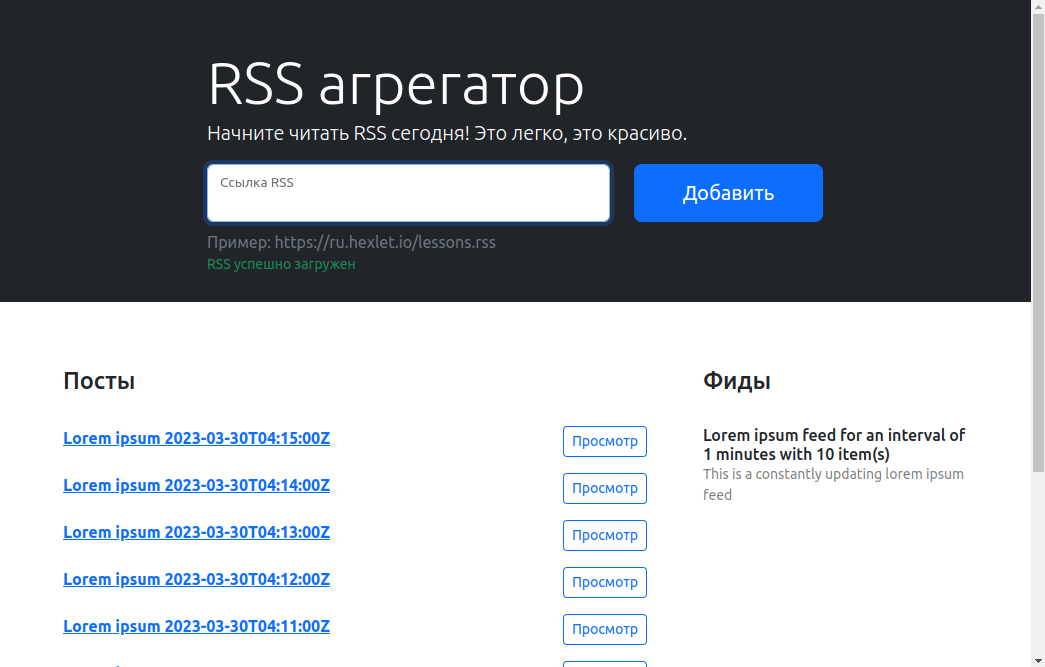 RSS агрегатор
Начните читать RSS сегодня! Это легко, это красиво.
Ссылка RSS
Добавить
Пример: https://ru.hexlet.io/lessons.rss
RSS успешно загружен
Посты
Lorem ipsum 2023-03-30T04:15:00Z
Просмотр
Lorem ipsum 2023-03-30T04:14:00Z
Просмотр
Lorem ipsum 2023-03-30T04:13:00Z
Просмотр
Lorem ipsum 2023-03-30T04:12:00Z
Просмотр
Lorem ipsum 2023-03-30T04:11:00Z
Просмотр
Фиды
Lorem ipsum feed for an interval of
1 minutes with 10 item(s)
This is a constantly updating lorem ipsum
feed